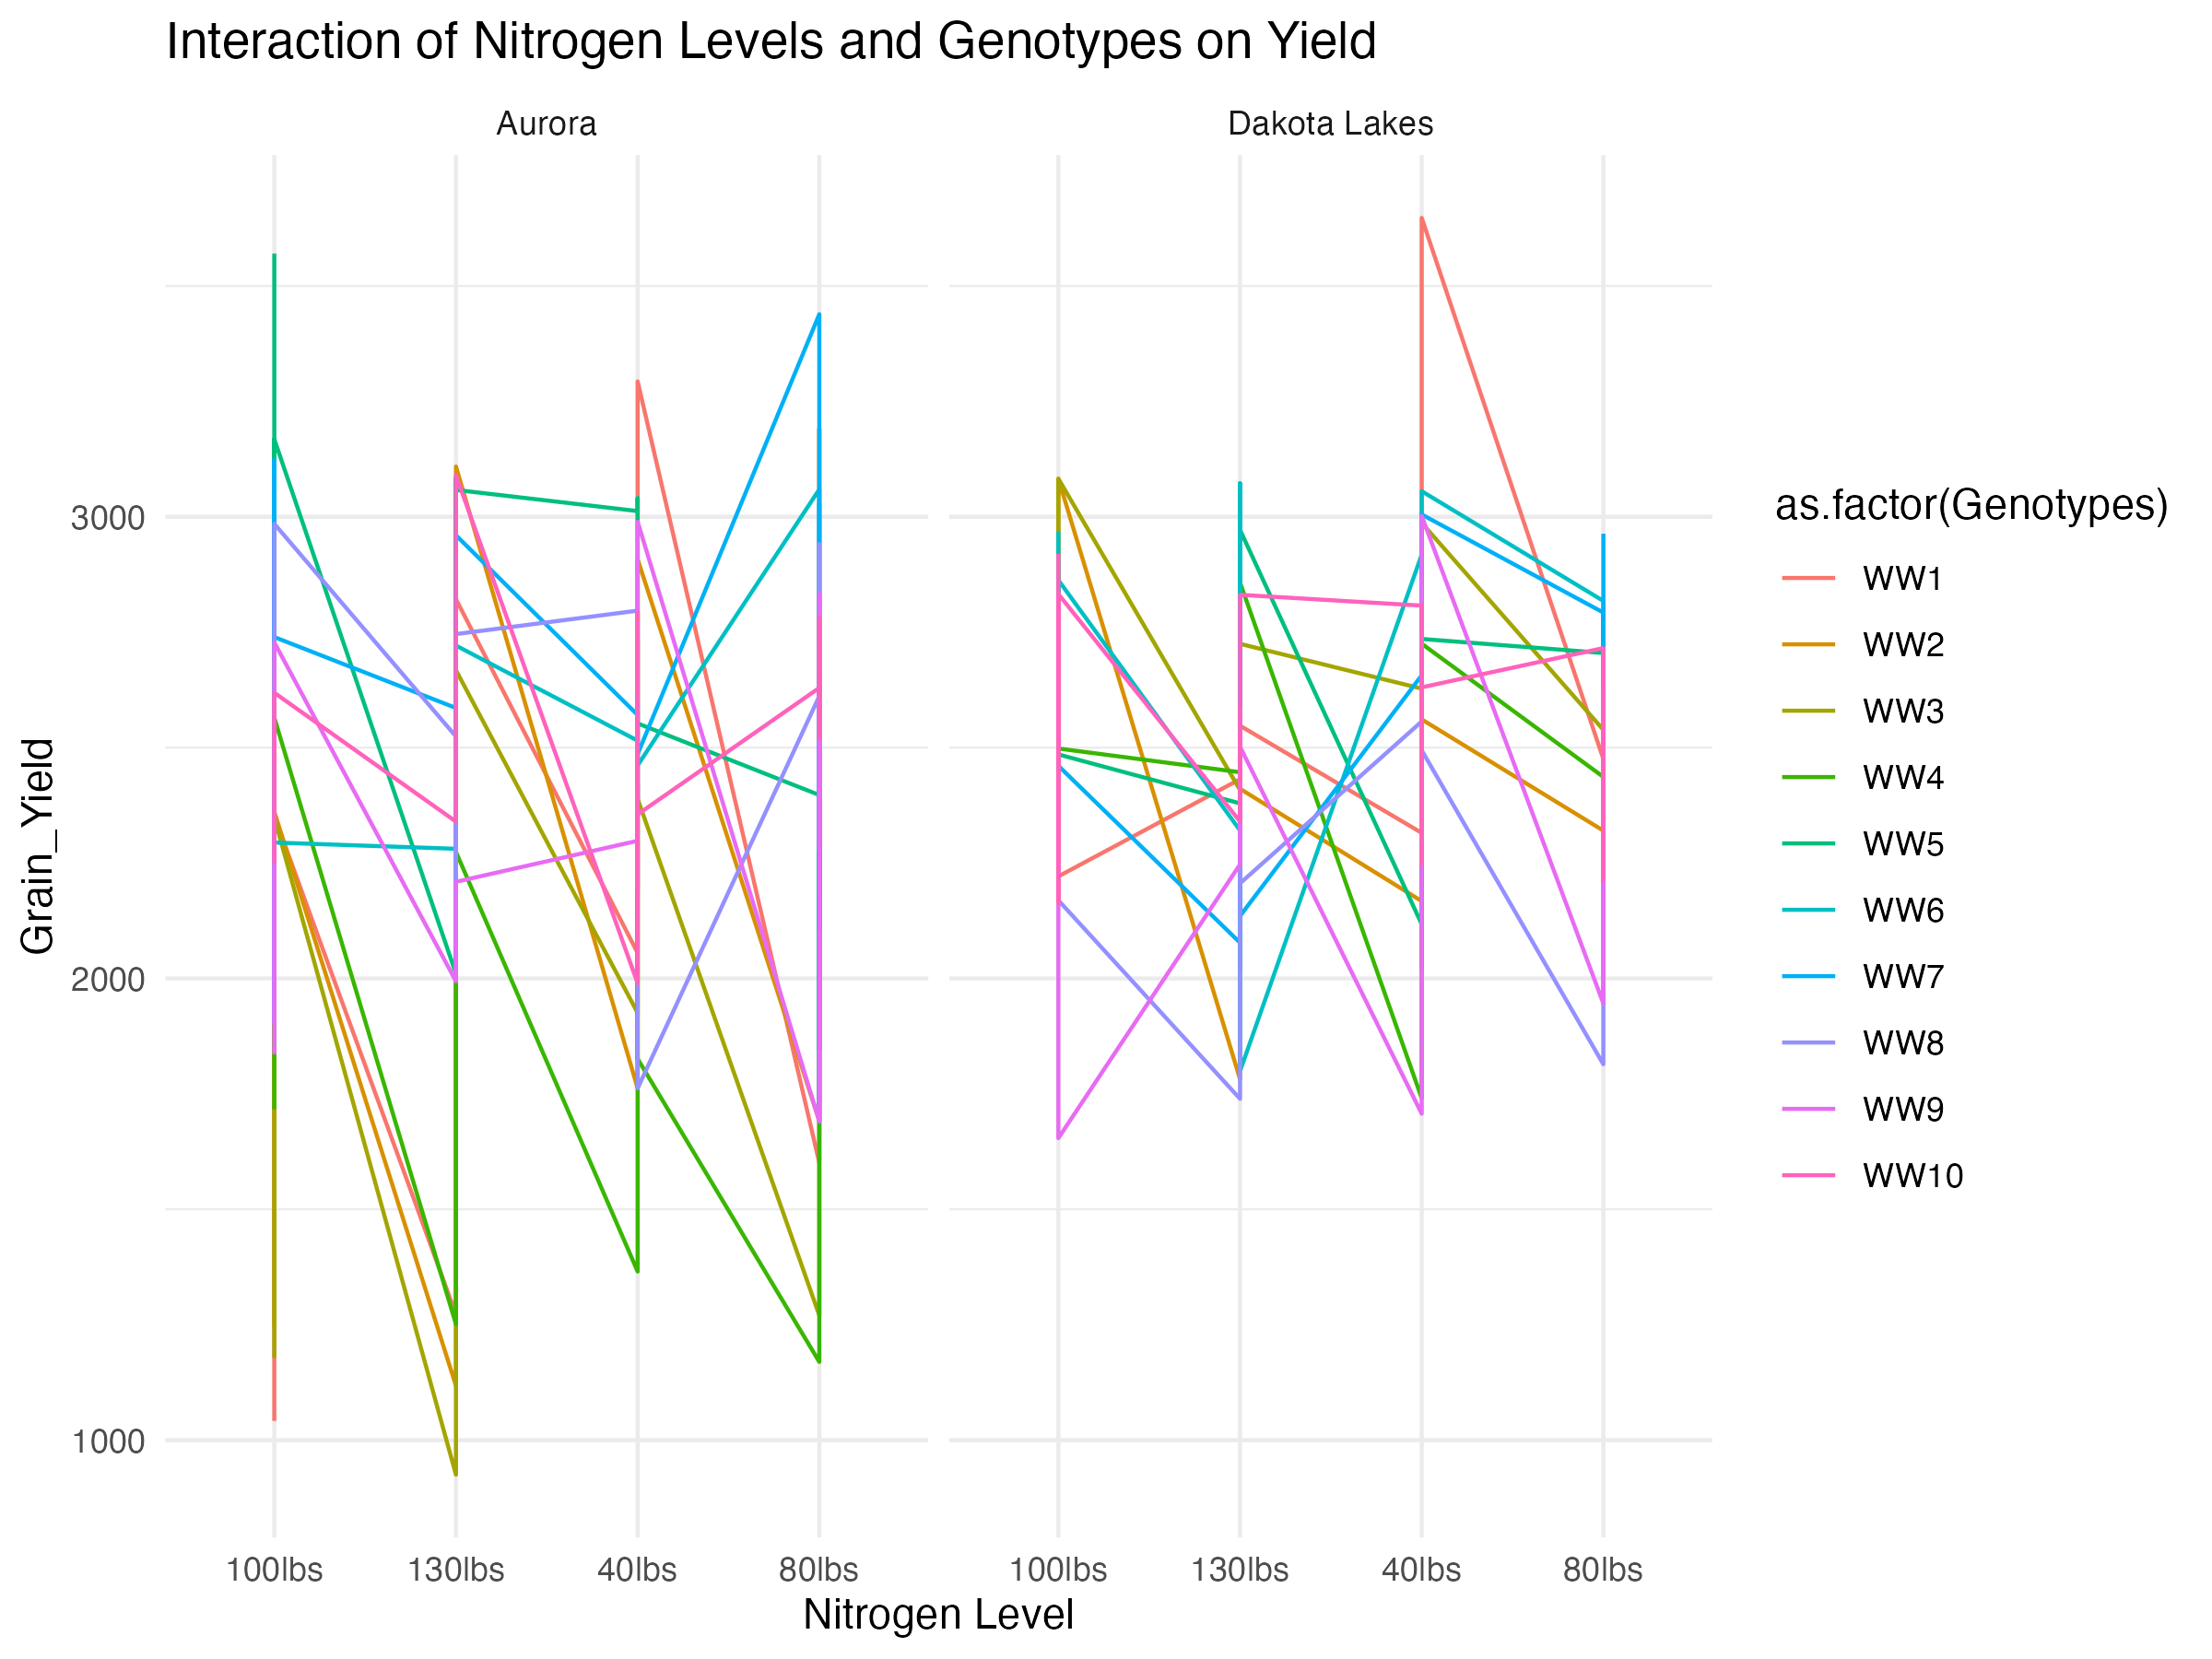 Interaction of Nitrogen Levels and Genotypes on Yield
Aurora
Dakota Lakes
Grain_Yield
3000
2000
1000
100lbs 130lbs 40lbs 80lbs
100lbs 130lbs 40lbs 80lbs
Nitrogen Level
as.factor(Genotypes)
WW1
WW2
WW3
WW4
WW5
WW6
WW7
WW8
WW9
WW10